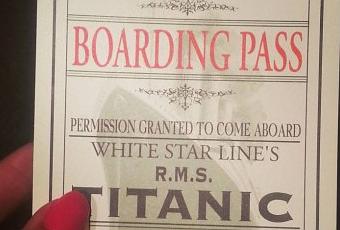 BOARDING PASS
PERMISSION GRANTED TO COME ABOARD
WHITE STAR LINE'S
R.M.S.
TITANIC